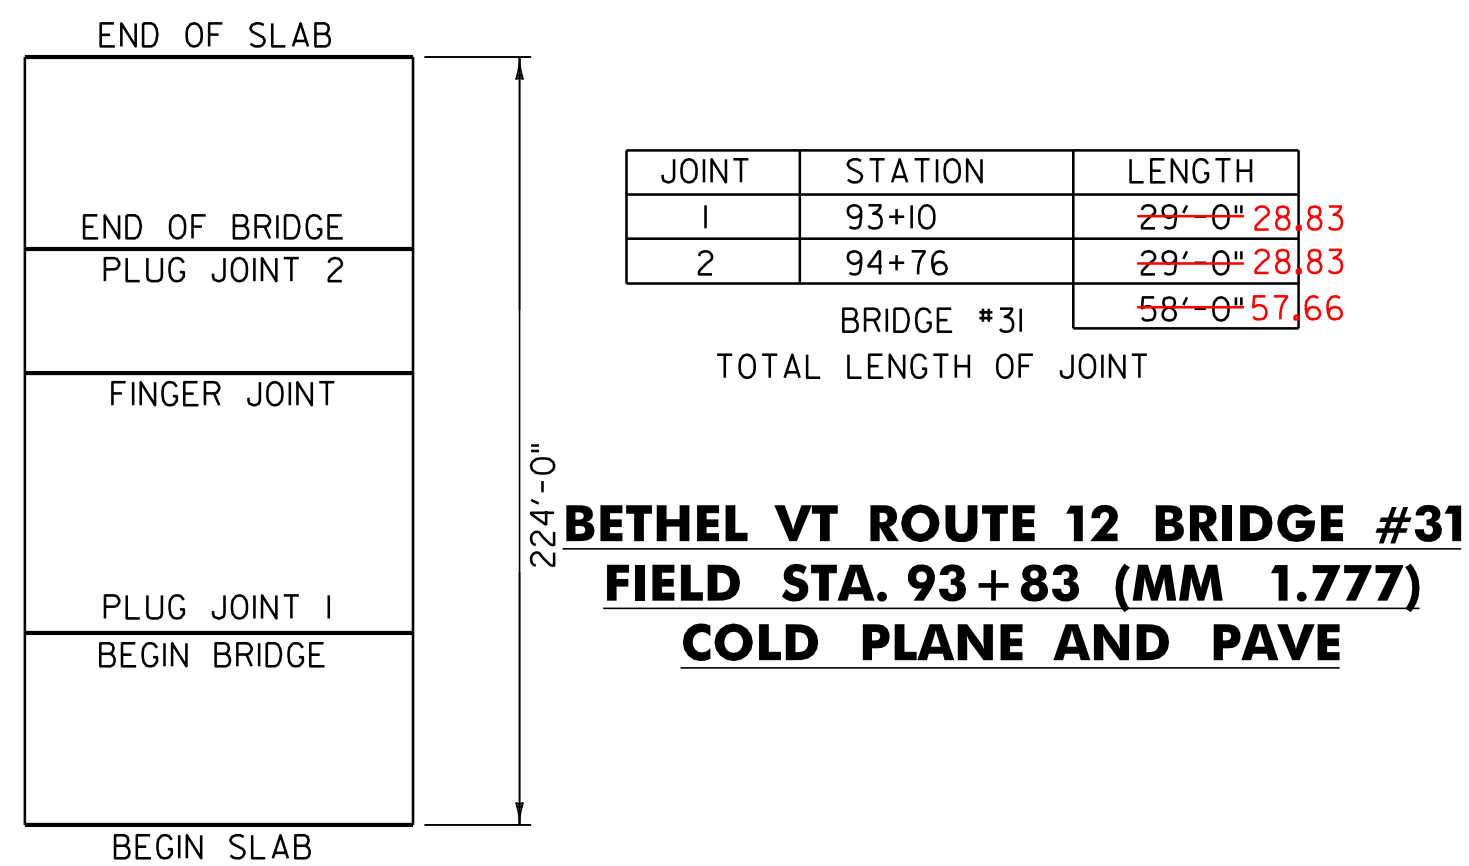 END OF SLAB
END OF BRIDGE
PLUG JOINT 2
FINGER JOINT
PLUG JOINT 1
BEGIN BRIDGE
BEGIN SLAB
224'-0"
JOINT STATION LENGTH
1 93+10 29'-0" 28.83
2 94+76 29'-0" 28.83
58'-0" 57.66
BRIDGE #31
TOTAL LENGTH OF JOINT
BETHEL VT ROUTE 12 BRIDGE #31
FIELD STA. 93+83 (MM 1.777)
COLD PLANE AND PAVE